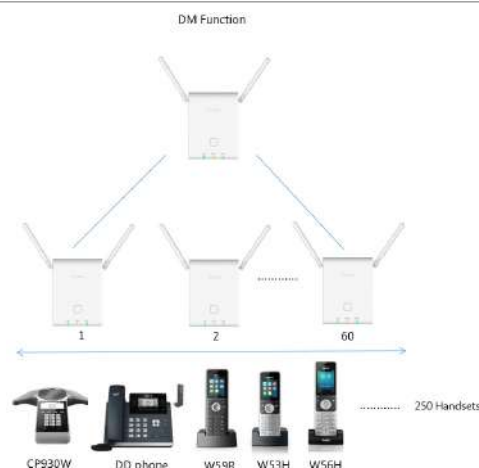 DM Function
1
2
60
250 Handsets
CP930W
DD phone
W59R
W53H
W56H